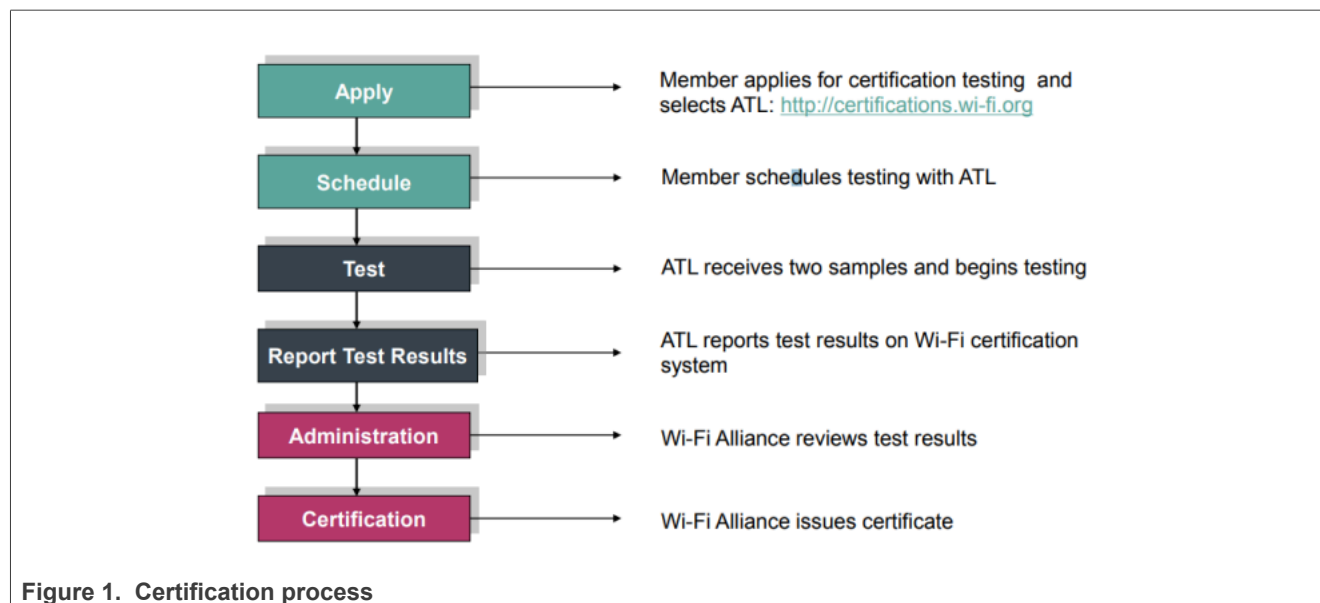 Apply
Member applies for certification testing and
selects ATL: http://certifications.wi-fi.org
Schedule
Member schedules testing with ATL
Test
ATL receives two samples and begins testing
Report Test Results
ATL reports test results on Wi-Fi certification
system
Administration
Wi-Fi Alliance reviews test results
Certification
Wi-Fi Alliance issues certificate
Figure 1. Certification process